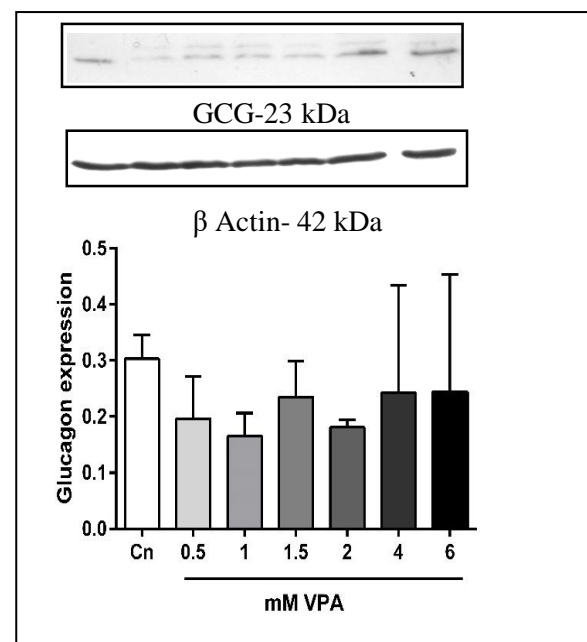 GCG-23 kDa
β Actin- 42 kDa
Glucagon expression
0.5
0.4
0.3
0.2
0.1
0.0
Cn 0.5 1 1.5 2 4 6
mM VPA